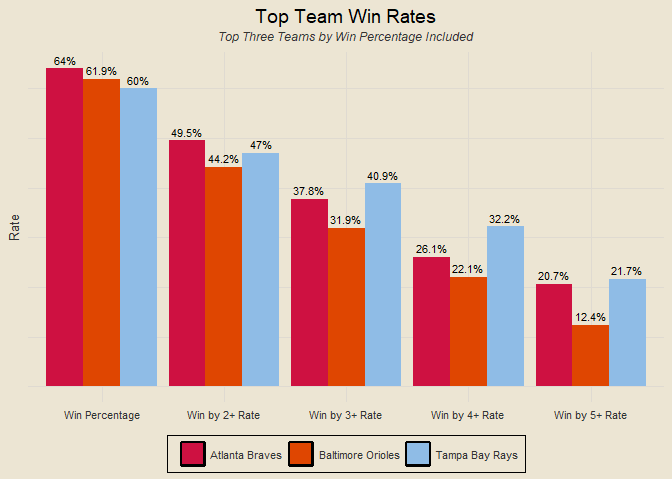 Top Team Win Rates
Top Three Teams by Win Percentage Included
64%
61.9%
60%
49.5%
44.2%
47%
37.8%
31.9%
40.9%
26.1%
22.1%
32.2%
20.7%
12.4%
21.7%
Rate
Win Percentage
Win by 2+ Rate
Win by 3+ Rate
Win by 4+ Rate
Win by 5+ Rate
Atlanta Braves
Baltimore Orioles
Tampa Bay Rays